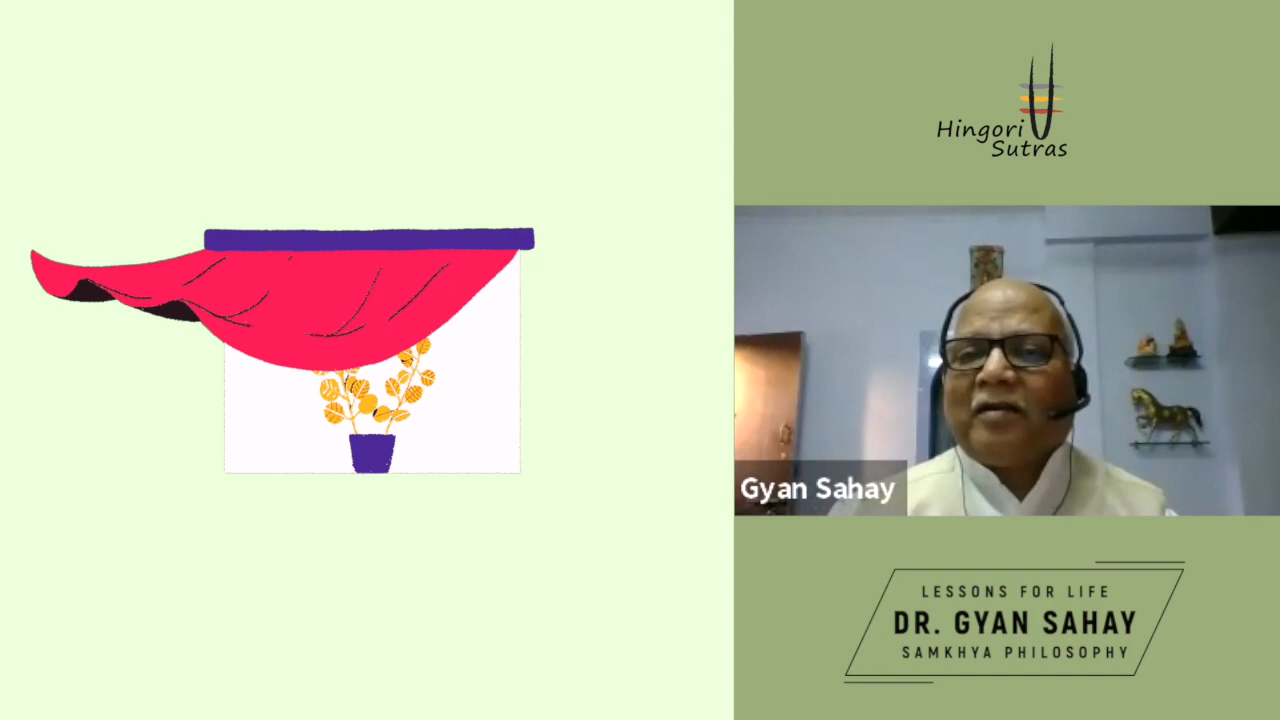 Hingori
Sutras
Gyan Sahay
LESSONS FOR LIFE
DR. GYAN SAHAY
SAMKHYA PHILOSOPHY